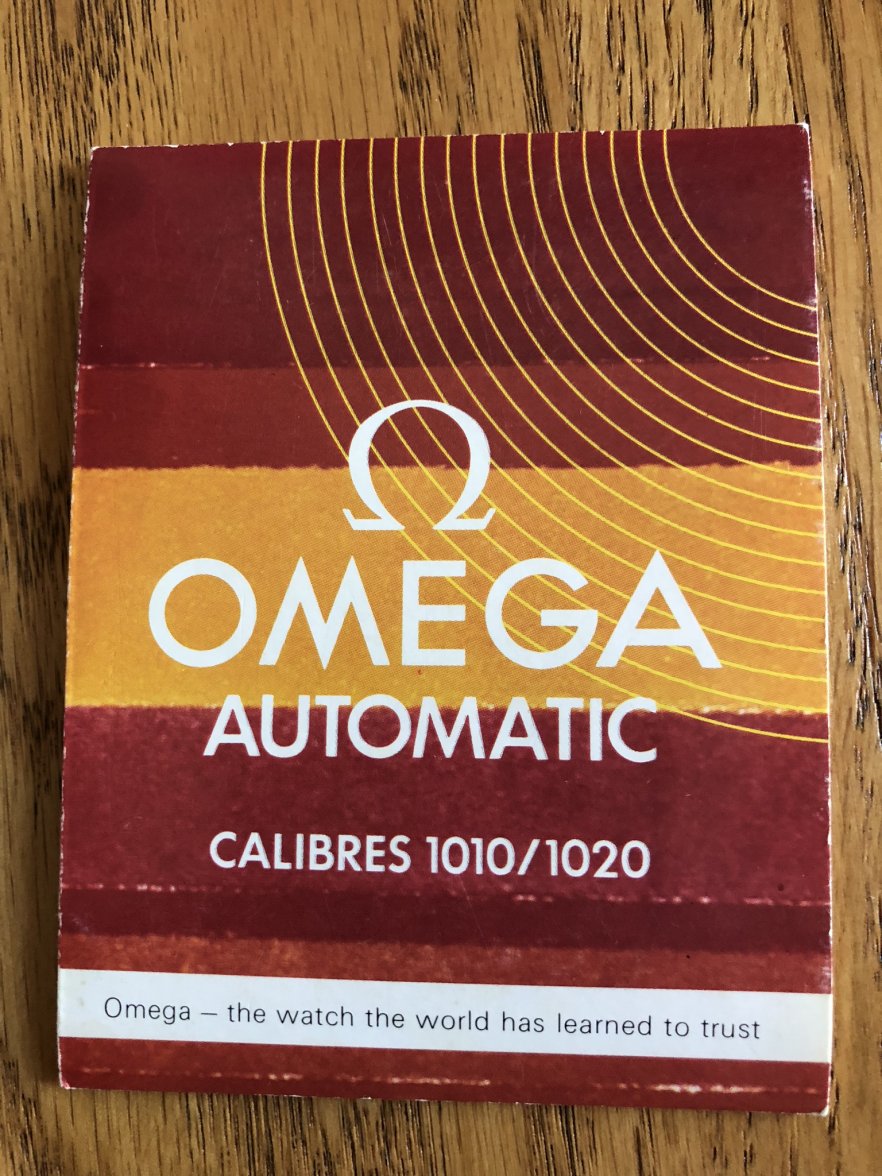 Ω
OMEGA
AUTOMATIC
CALIBRES 1010/1020
Omega – the watch the world has learned to trust